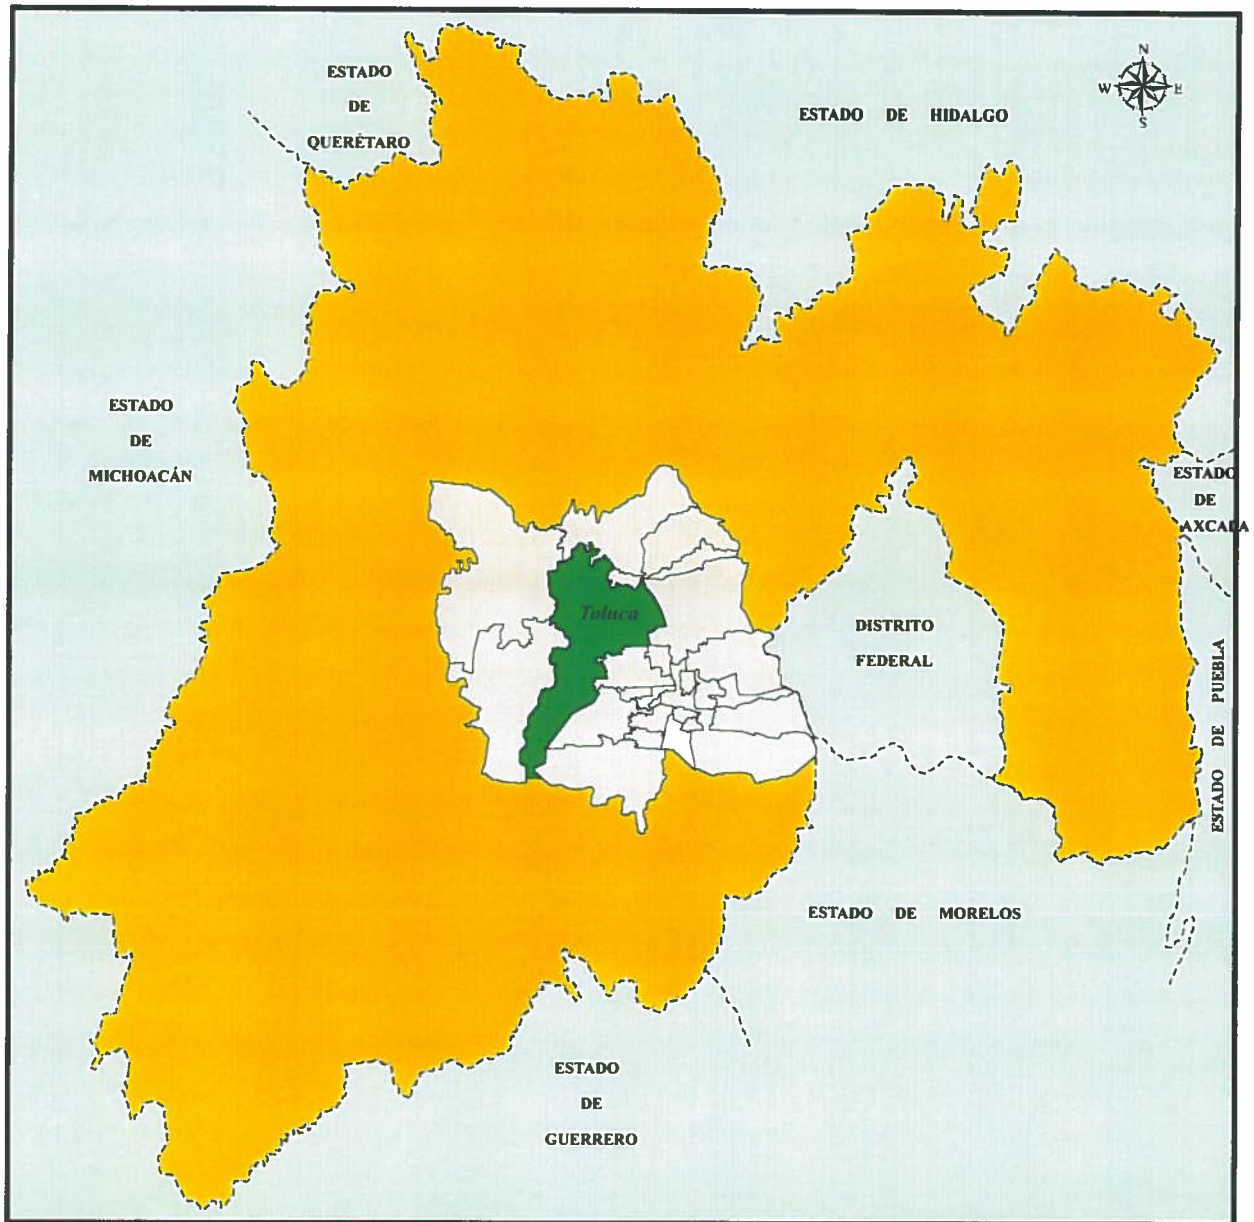 N
W E
S
ESTADO
DE
QUERÉTARO
ESTADO DE HIDALGO
ESTADO
DE
MICHOACÁN
ESTADO
DE
AXCALA
Toluca
DISTRITO
FEDERAL
ESTADO DE PUEBLA
ESTADO DE MORELOS
ESTADO
DE
GUERRERO